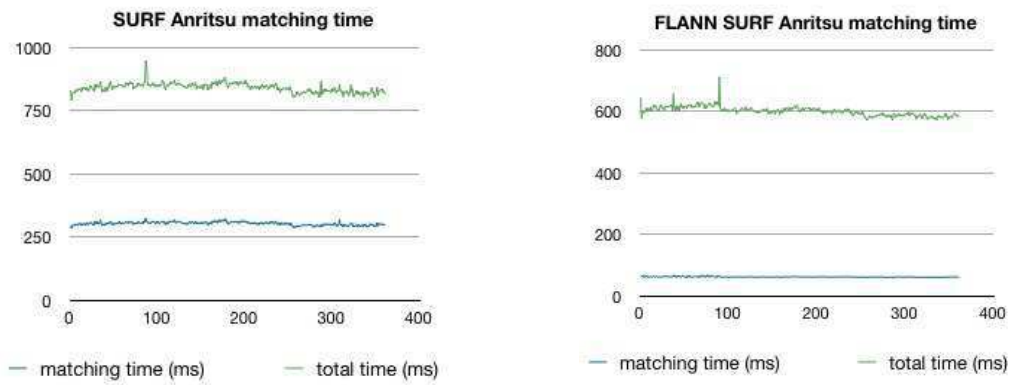 SURF Anritsu matching time
1000
750
500
250
0
0 100 200 300 400
matching time (ms) total time (ms)
FLANN SURF Anritsu matching time
800
600
400
200
0
0 100 200 300 400
matching time (ms) total time (ms)